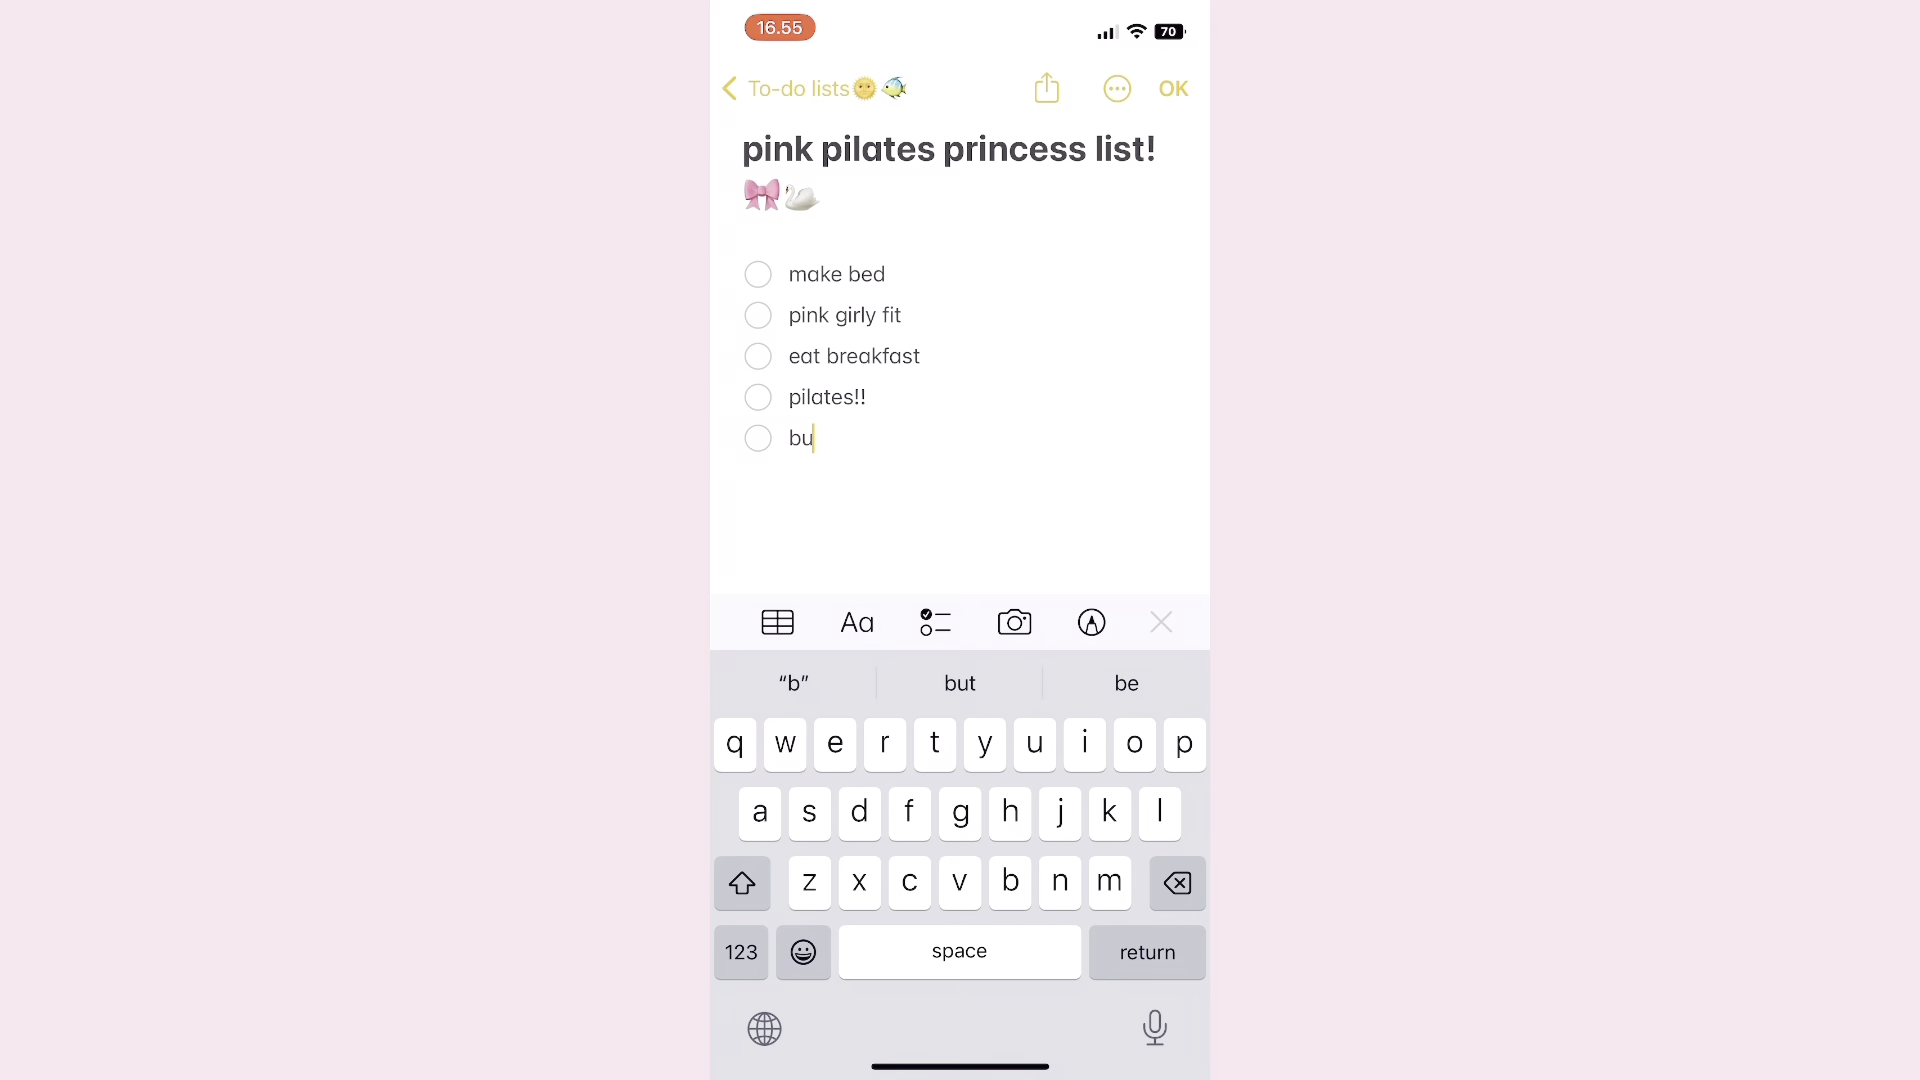 16.55
70
To-do lists🌞🐠
OK
pink pilates princess list!
🎀🦢
make bed
pink girly fit
eat breakfast
pilates!!
bu
Aa
“b” but be
q w e r t y u i o p
a s d f g h j k l
z x c v b n m
123 space return